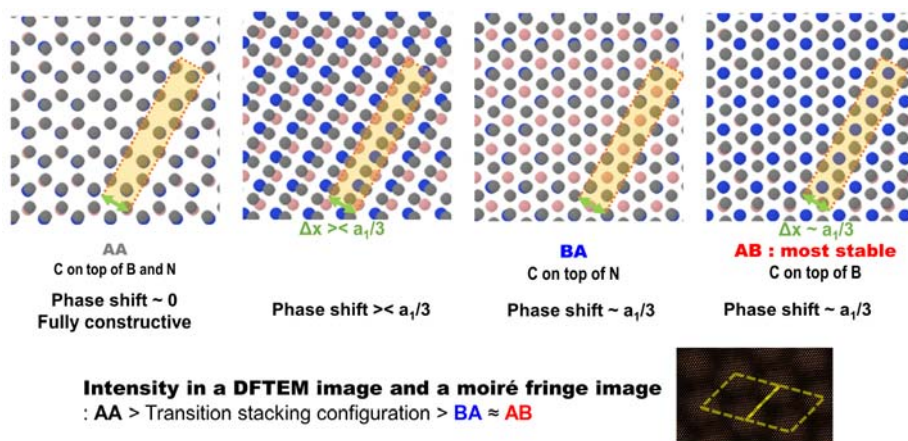 Δx >< a₁/3
Δx ~ a₁/3
AA
C on top of B and N
Phase shift ~ 0
Fully constructive
Phase shift >< a₁/3
BA
C on top of N
Phase shift ~ a₁/3
AB : most stable
C on top of B
Phase shift ~ a₁/3
Intensity in a DFTEM image and a moiré fringe image
: AA > Transition stacking configuration > BA ≈ AB